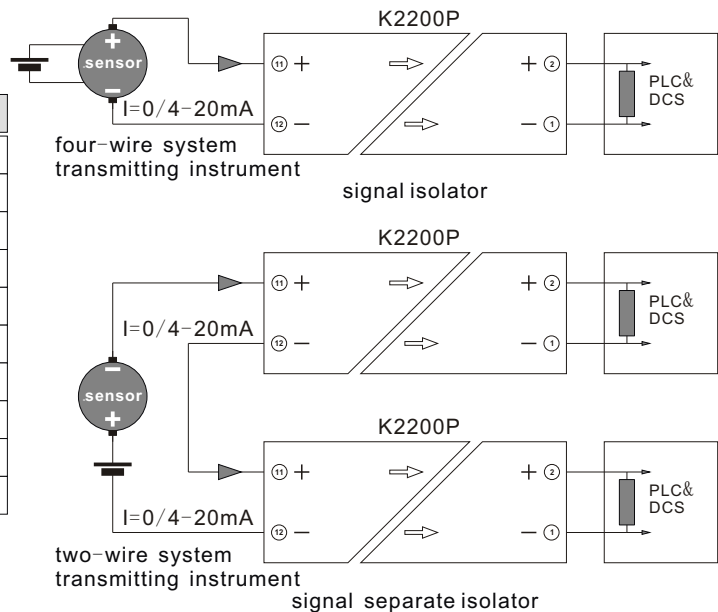 K2200P
+
sensor
−
I=0/4-20mA
⑪ +
⑫ −
+ ②
− ①
PLC&
DCS
four-wire system
transmitting instrument
signal isolator
K2200P
⑪ +
⑫ −
+ ②
− ①
PLC&
DCS
I=0/4-20mA
−
sensor
+
K2200P
⑪ +
⑫ −
+ ②
− ①
PLC&
DCS
I=0/4-20mA
two-wire system
transmitting instrument
signal separate isolator